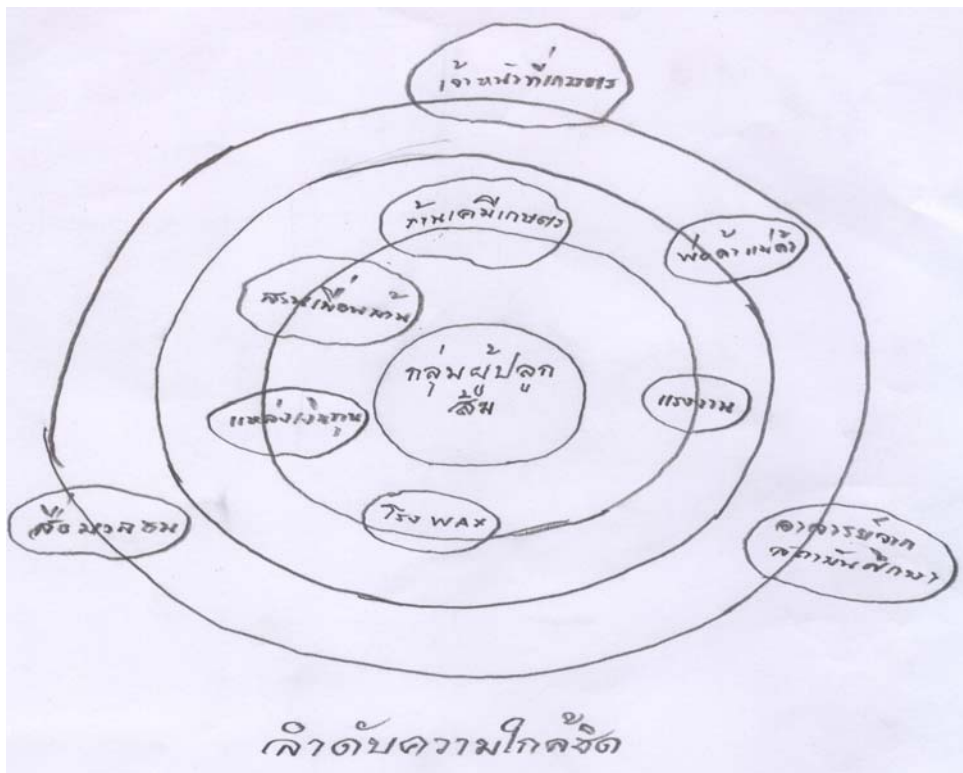 เจ้าหน้าที่เกษตร
ร้านเคมีเกษตร
พ่อค้าแม่ค้า
สวนเพื่อนบ้าน
กลุ่มผู้ปลูก
ส้ม
แหล่งเงินทุน
แรงงาน
โรง WAX
สื่อมวลชน
อาจารย์จาก
สถาบันศึกษา
ลำดับความใกล้ชิด